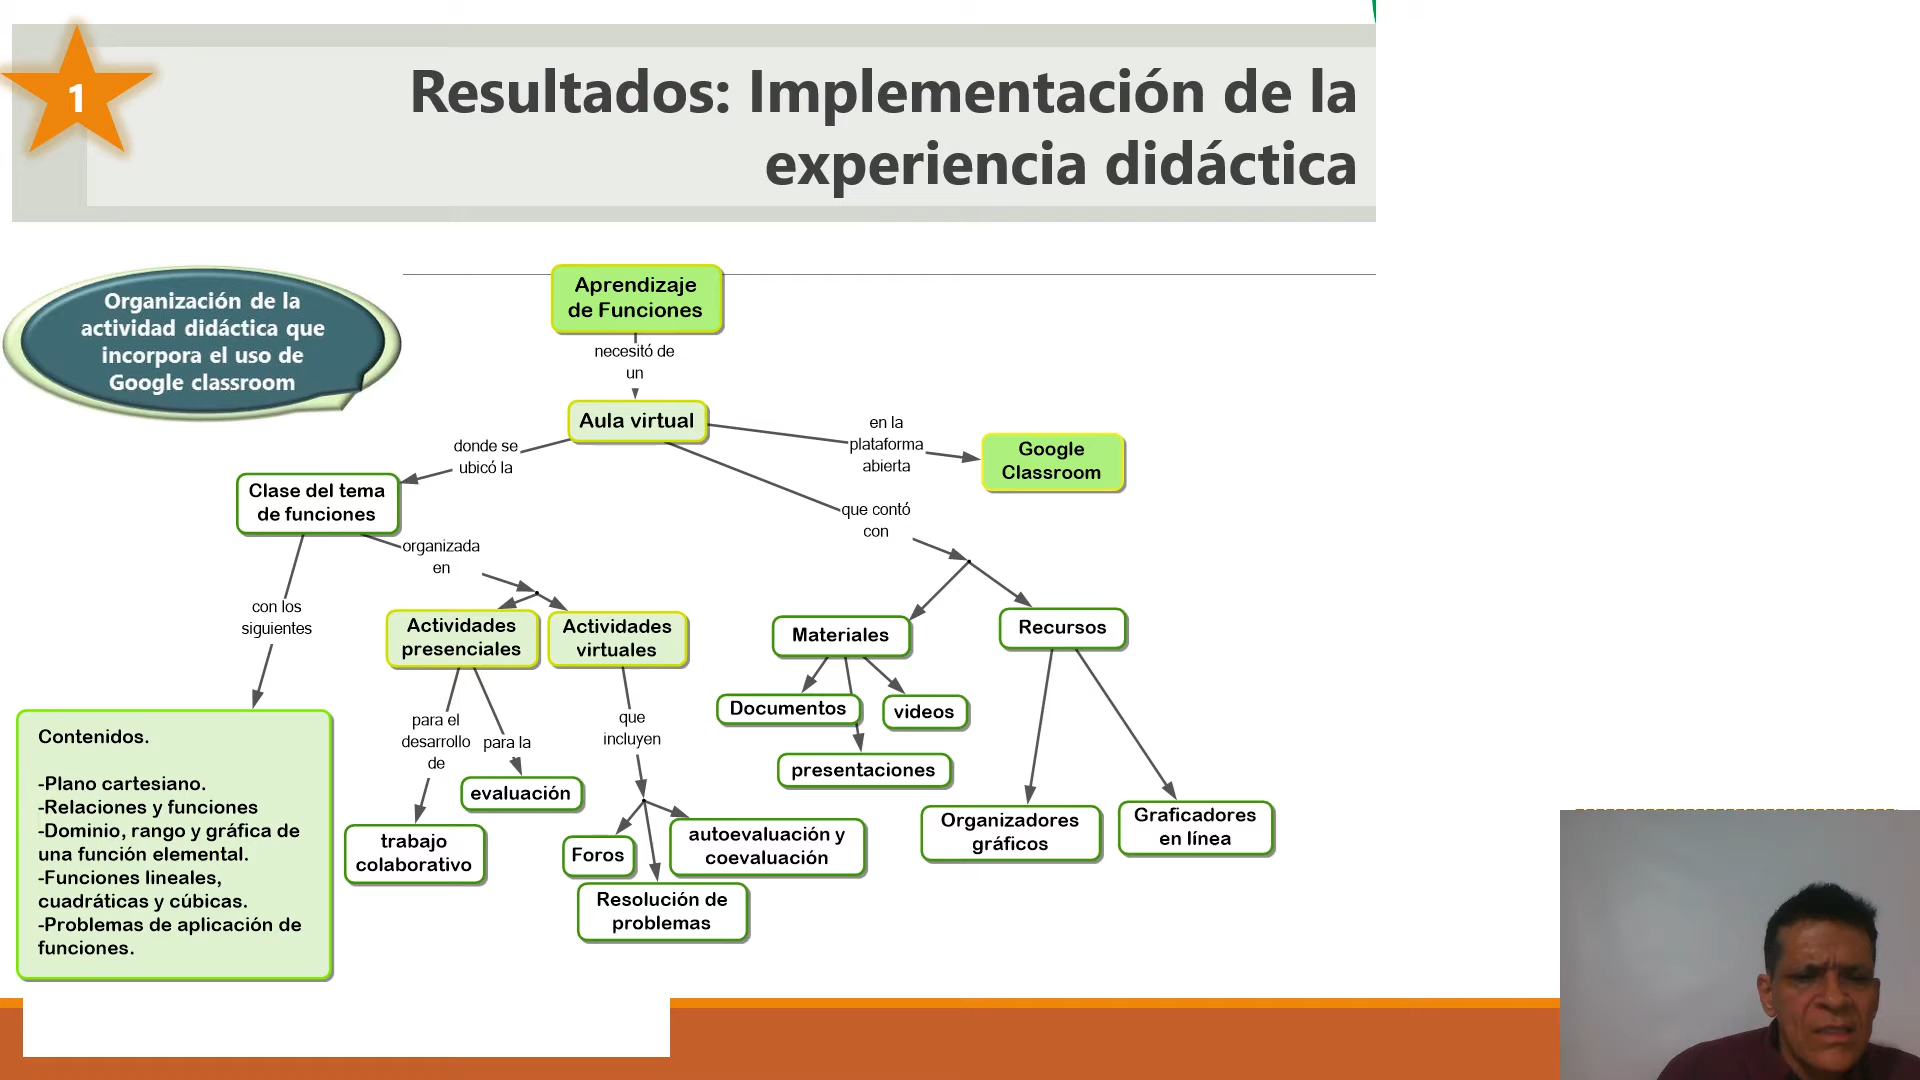 1
Resultados: Implementación de la
experiencia didáctica
Organización de la
actividad didáctica que
incorpora el uso de
Google classroom
Aprendizaje
de Funciones
necesitó de
un
Aula virtual
en la
plataforma
abierta
Google
Classroom
donde se
ubicó la
Clase del tema
de funciones
que contó
con
organizada
en
con los
siguientes
Actividades
presenciales
Actividades
virtuales
Materiales
Recursos
Documentos
videos
presentaciones
para el
desarrollo
de
para la
que
incluyen
evaluación
trabajo
colaborativo
Foros
autoevaluación y
coevaluación
Resolución de
problemas
Organizadores
gráficos
Graficadores
en línea
Contenidos.
-Plano cartesiano.
-Relaciones y funciones
-Dominio, rango y gráfica de
una función elemental.
-Funciones lineales,
cuadráticas y cúbicas.
-Problemas de aplicación de
funciones.